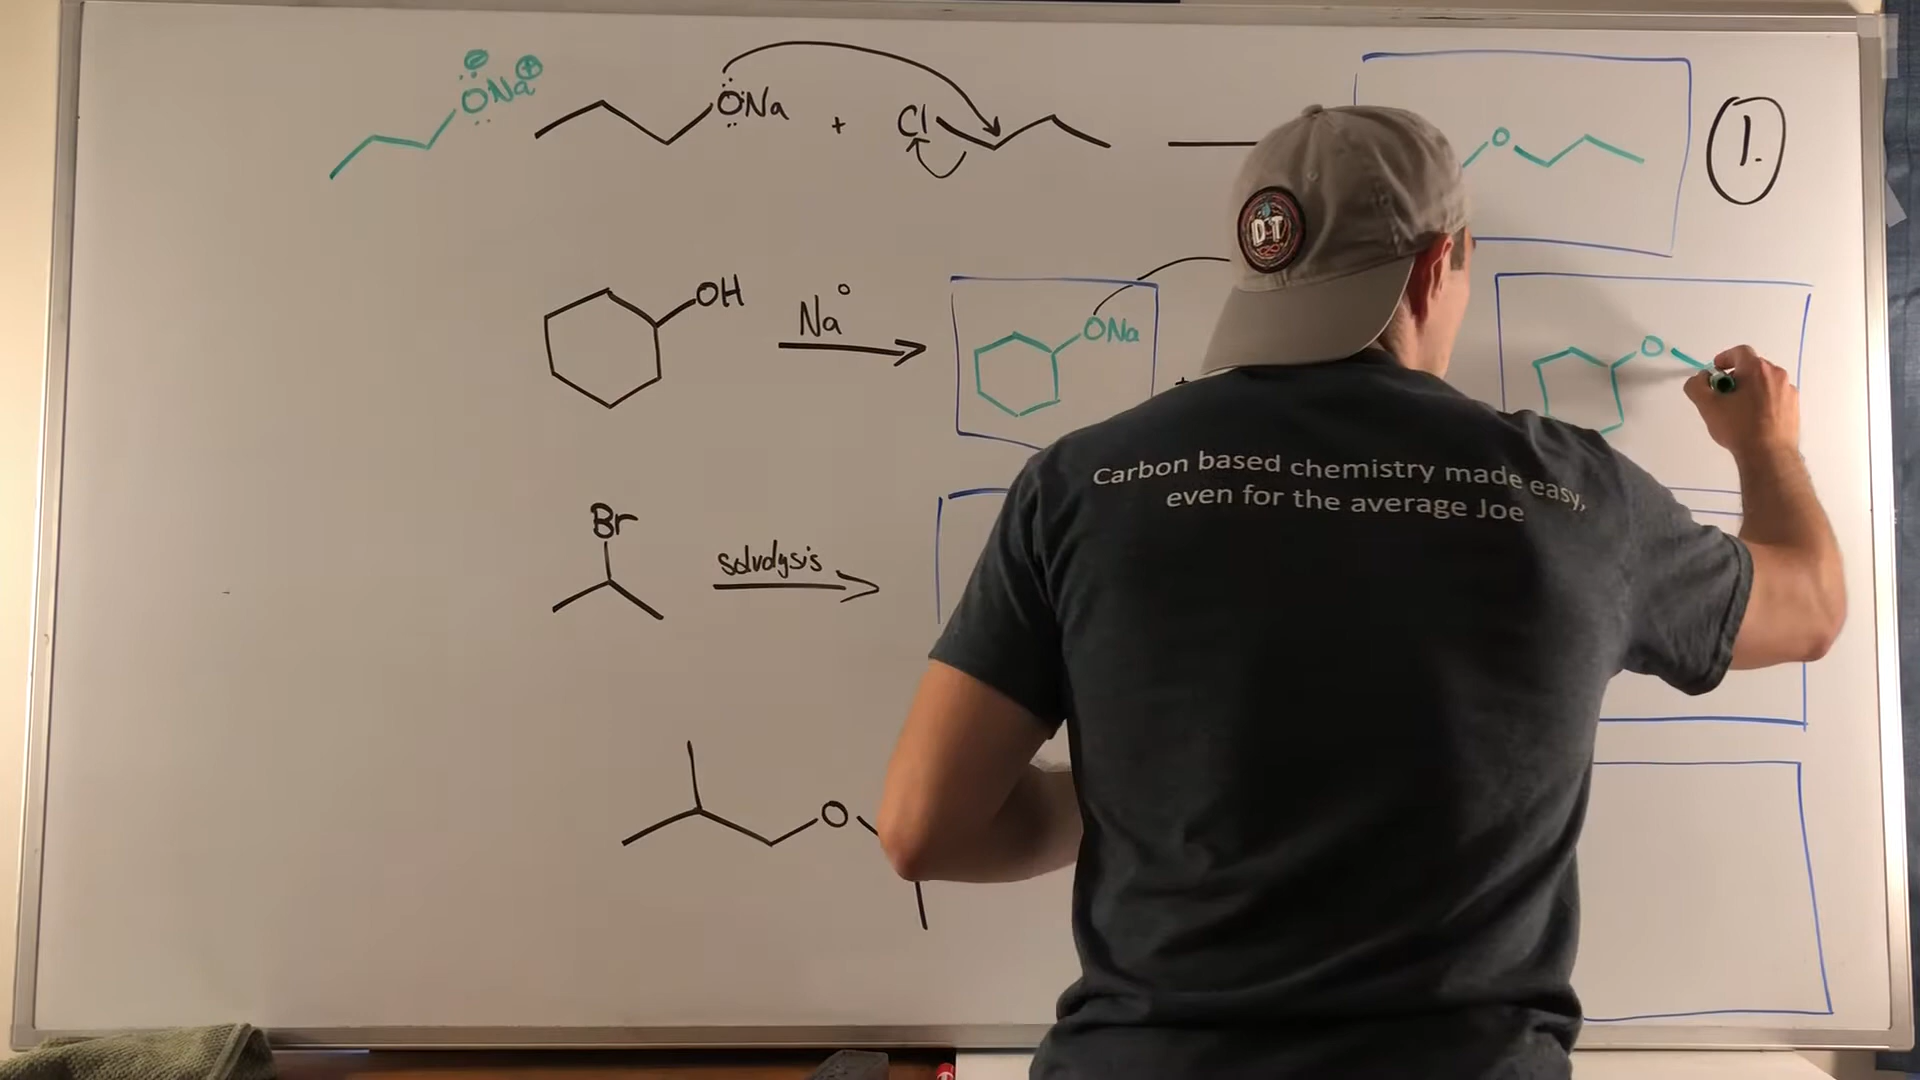 ⊖
ONa⊕
ONa + Cl
1.
O
OH
Na°
ONa
+
O
Br
solvolysis
O
DT
Carbon based chemistry made easy,
even for the average Joe